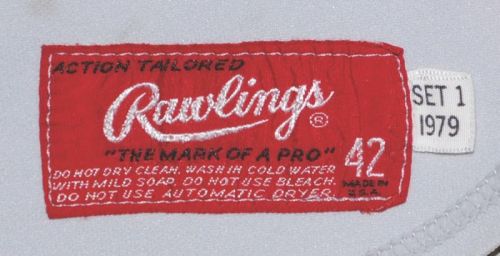 ACTION TAILORED
Rawlings®
"THE MARK OF A PRO" 42
DO NOT DRY CLEAN. WASH IN COLD WATER
WITH MILD SOAP. DO NOT USE BLEACH.
DO NOT USE AUTOMATIC DRYER.
MADE IN
U.S.A.
SET 1
1979